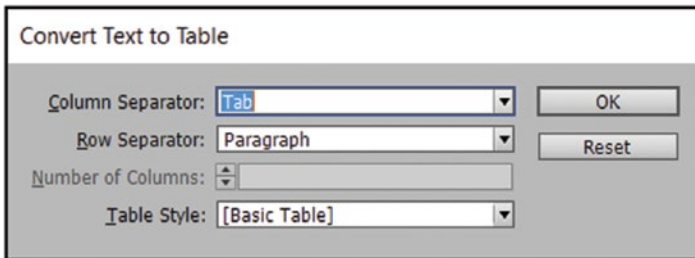 Convert Text to Table
Column Separator: Tab OK
Row Separator: Paragraph Reset
Number of Columns:
Table Style: [Basic Table]